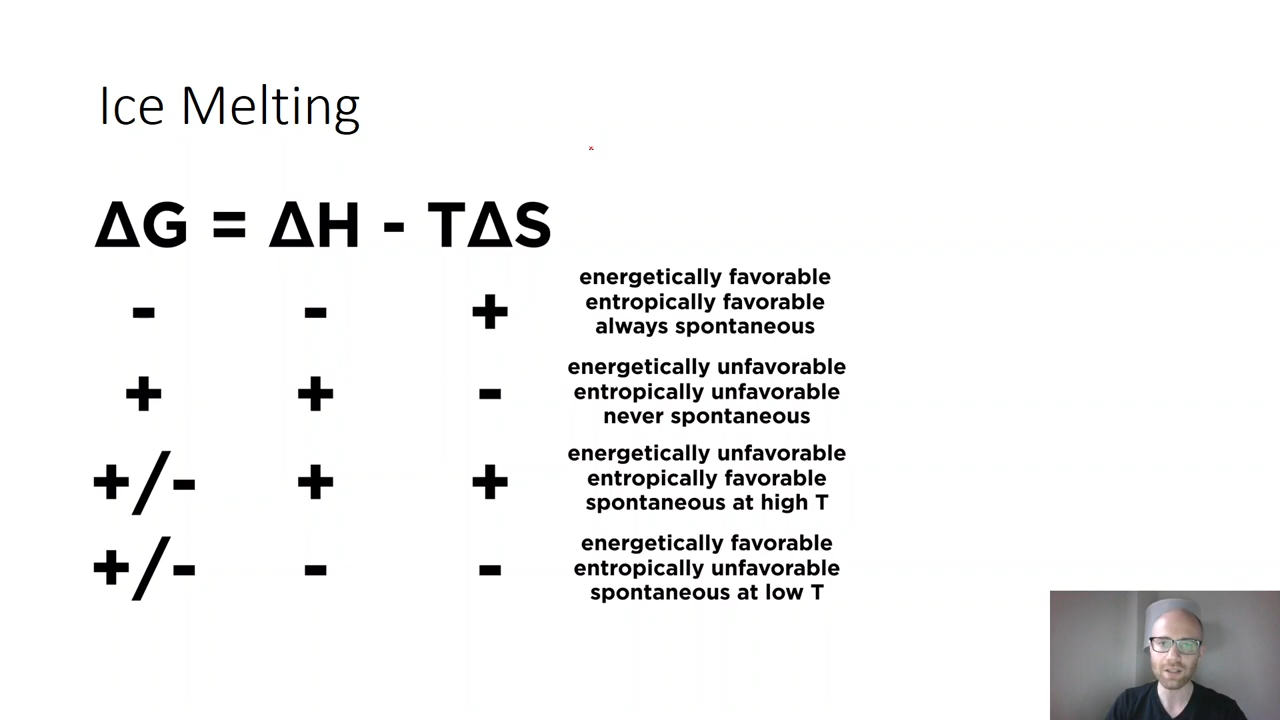 Ice Melting
ΔG = ΔH - TΔS
- - +
energetically favorable
entropically favorable
always spontaneous
+ + -
energetically unfavorable
entropically unfavorable
never spontaneous
+/- + +
energetically unfavorable
entropically favorable
spontaneous at high T
+/- - -
energetically favorable
entropically unfavorable
spontaneous at low T